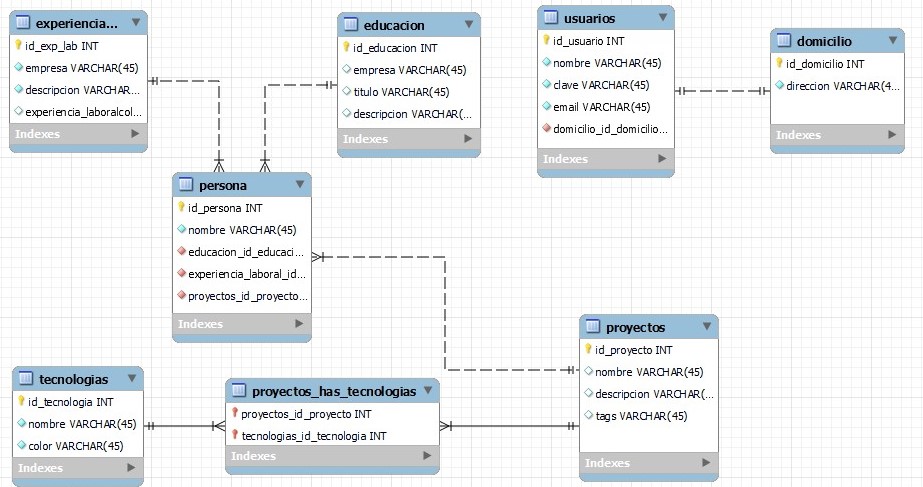 experiencia...
id_exp_lab INT
empresa VARCHAR(45)
descripcion VARCHAR...
experiencia_laboralcol...
Indexes
educacion
id_educacion INT
empresa VARCHAR(45)
titulo VARCHAR(45)
descripcion VARCHAR(...
Indexes
usuarios
id_usuario INT
nombre VARCHAR(45)
clave VARCHAR(45)
email VARCHAR(45)
domicilio_id_domicilio...
Indexes
domicilio
id_domicilio INT
direccion VARCHAR(4...
Indexes
persona
id_persona INT
nombre VARCHAR(45)
educacion_id_educaci...
experiencia_laboral_id...
proyectos_id_proyecto...
Indexes
tecnologias
id_tecnologia INT
nombre VARCHAR(45)
color VARCHAR(45)
Indexes
proyectos_has_tecnologias
proyectos_id_proyecto INT
tecnologias_id_tecnologia INT
Indexes
proyectos
id_proyecto INT
nombre VARCHAR(45)
descripcion VARCHAR(...
tags VARCHAR(45)
Indexes